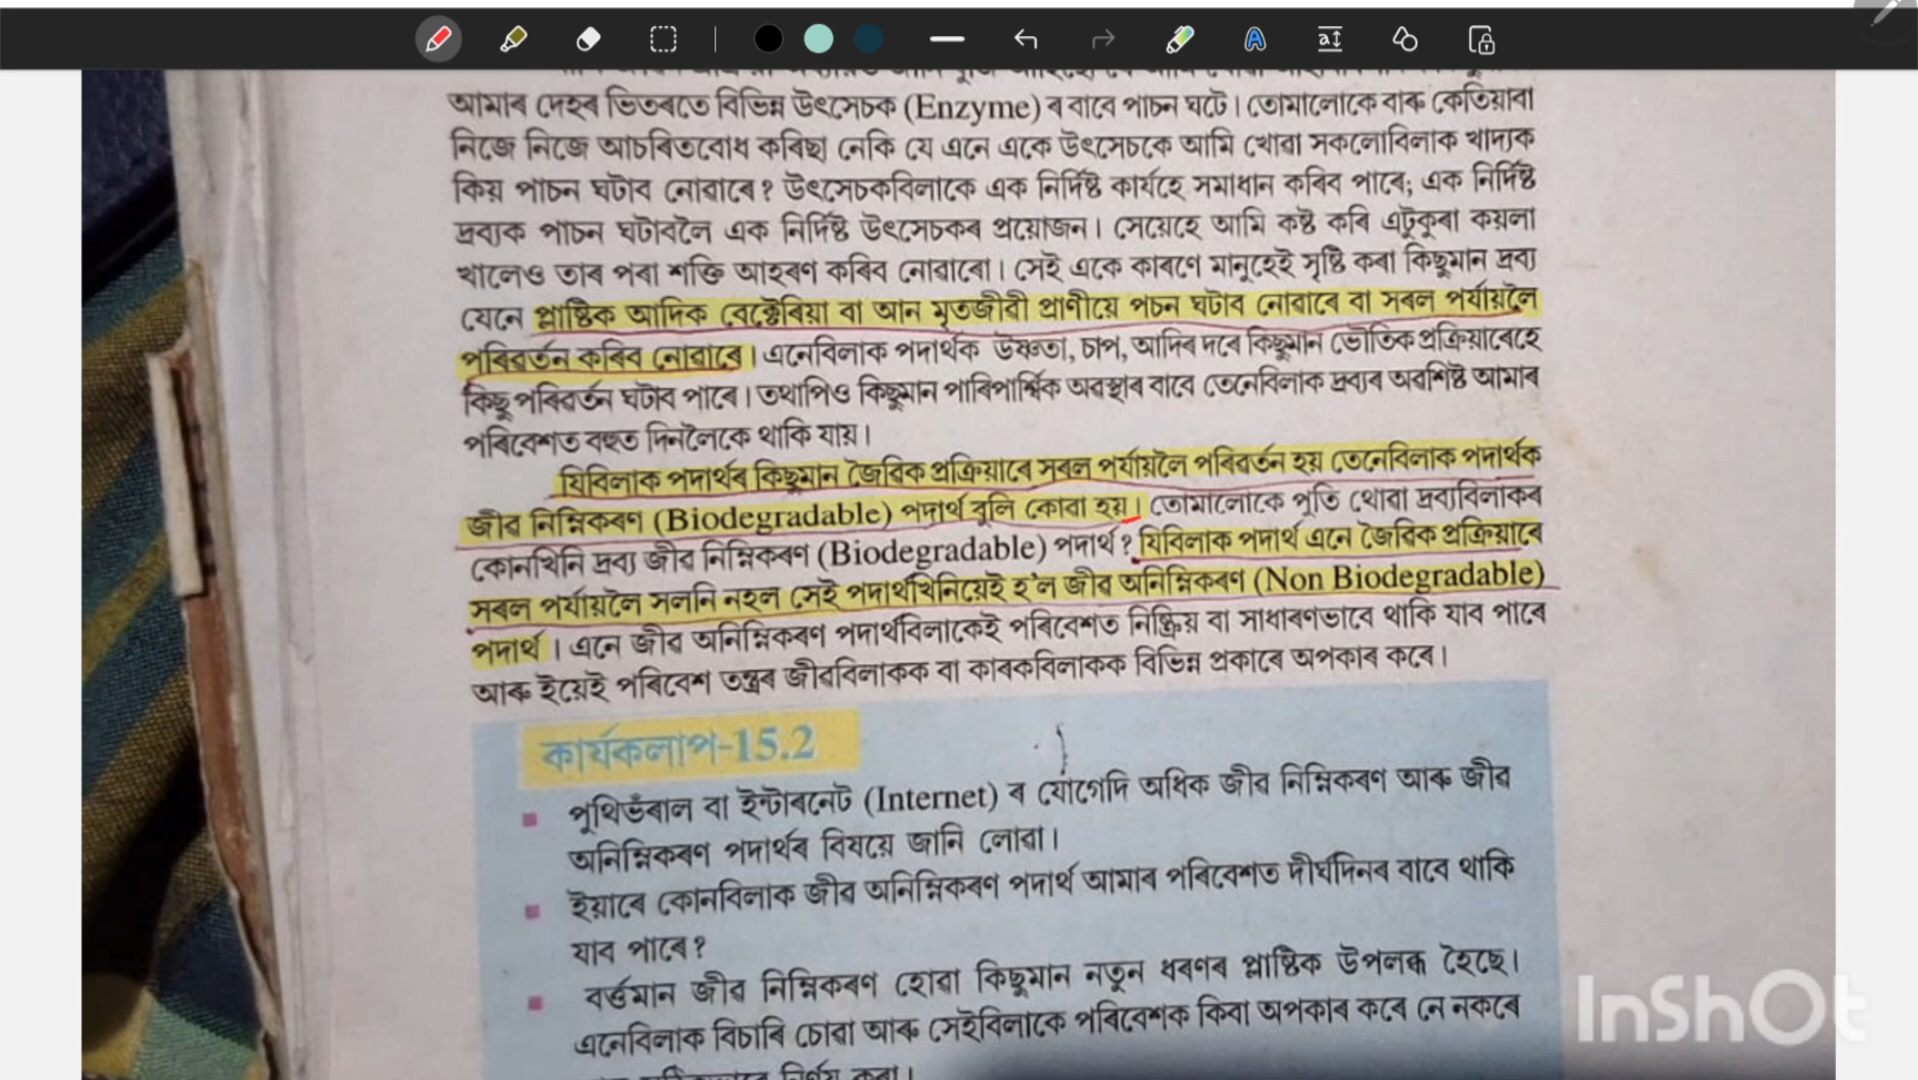 আমাৰ দেহৰ ভিতৰতে বিভিন্ন উৎসেচক (Enzyme) ৰ বাবে পাচন ঘটে। তোমালোকে বাৰু কেতিয়াবা
নিজে নিজে আচৰিতবোধ কৰিছা নেকি যে এনে একে উৎসেচকে আমি খোৱা সকলোবিলাক খাদ্যক
কিয় পাচন ঘটাব নোৱাৰে? উৎসেচকবিলাকে এক নিৰ্দিষ্ট কাৰ্যহে সমাধান কৰিব পাৰে; এক নিৰ্দিষ্ট
দ্ৰব্যক পাচন ঘটাবলৈ এক নিৰ্দিষ্ট উৎসেচকৰ প্ৰয়োজন। সেয়েহে আমি কষ্ট কৰি এটুকুৰা কয়লা
খালেও তাৰ পৰা শক্তি আহৰণ কৰিব নোৱাৰো। সেই একে কাৰণে মানুহেই সৃষ্টি কৰা কিছুমান দ্ৰব্য
যেনে প্লাষ্টিক আদিক বেক্টেৰিয়া বা আন মৃতজীৱী প্ৰাণীয়ে পচন ঘটাব নোৱাৰে বা সৰল পৰ্যায়লৈ
পৰিৱৰ্তন কৰিব নোৱাৰে। এনেবিলাক পদাৰ্থক উষ্ণতা, চাপ, আদিৰ দৰে কিছুমান ভৌতিক প্ৰক্ৰিয়াৰেহে
কিছু পৰিৱৰ্তন ঘটাব পাৰে। তথাপিও কিছুমান পাৰিপাৰ্শ্বিক অৱস্থাৰ বাবে তেনেবিলাক দ্ৰব্যৰ অৱশিষ্ট আমাৰ
পৰিবেশত বহুত দিনলৈকে থাকি যায়।
যিবিলাক পদাৰ্থৰ কিছুমান জৈৱিক প্ৰক্ৰিয়াৰে সৰল পৰ্যায়লৈ পৰিৱৰ্তন হয় তেনেবিলাক পদাৰ্থক
জীৱ নিম্নিকৰণ (Biodegradable) পদাৰ্থ বুলি কোৱা হয়। তোমালোকে পুতি থোৱা দ্ৰব্যবিলাকৰ
কোনখিনি দ্ৰব্য জীৱ নিম্নিকৰণ (Biodegradable) পদাৰ্থ? যিবিলাক পদাৰ্থ এনে জৈৱিক প্ৰক্ৰিয়াৰে
সৰল পৰ্যায়লৈ সলনি নহল সেই পদাৰ্থখিনিয়েই হ'ল জীৱ অনিম্নিকৰণ (Non Biodegradable)
পদাৰ্থ। এনে জীৱ অনিম্নিকৰণ পদাৰ্থবিলাকেই পৰিবেশত নিষ্ক্ৰিয় বা সাধাৰণভাবে থাকি যাব পাৰে
আৰু ইয়েই পৰিবেশ তন্ত্ৰৰ জীৱবিলাকক বা কাৰকবিলাকক বিভিন্ন প্ৰকাৰে অপকাৰ কৰে।
কাৰ্যকলাপ-15.2
পুথিভঁৰাল বা ইন্টাৰনেট (Internet) ৰ যোগেদি অধিক জীৱ নিম্নিকৰণ আৰু জীৱ
অনিম্নিকৰণ পদাৰ্থৰ বিষয়ে জানি লোৱা।
ইয়াৰে কোনবিলাক জীৱ অনিম্নিকৰণ পদাৰ্থ আমাৰ পৰিবেশত দীৰ্ঘদিনৰ বাবে থাকি
যাব পাৰে?
বৰ্ত্তমান জীৱ নিম্নিকৰণ হোৱা কিছুমান নতুন ধৰণৰ প্লাষ্টিক উপলব্ধ হৈছে।
এনেবিলাক বিচাৰি চোৱা আৰু সেইবিলাকে পৰিবেশক কিবা অপকাৰ কৰে নে নকৰে
নিৰ্ণয় কৰা।
InShOt